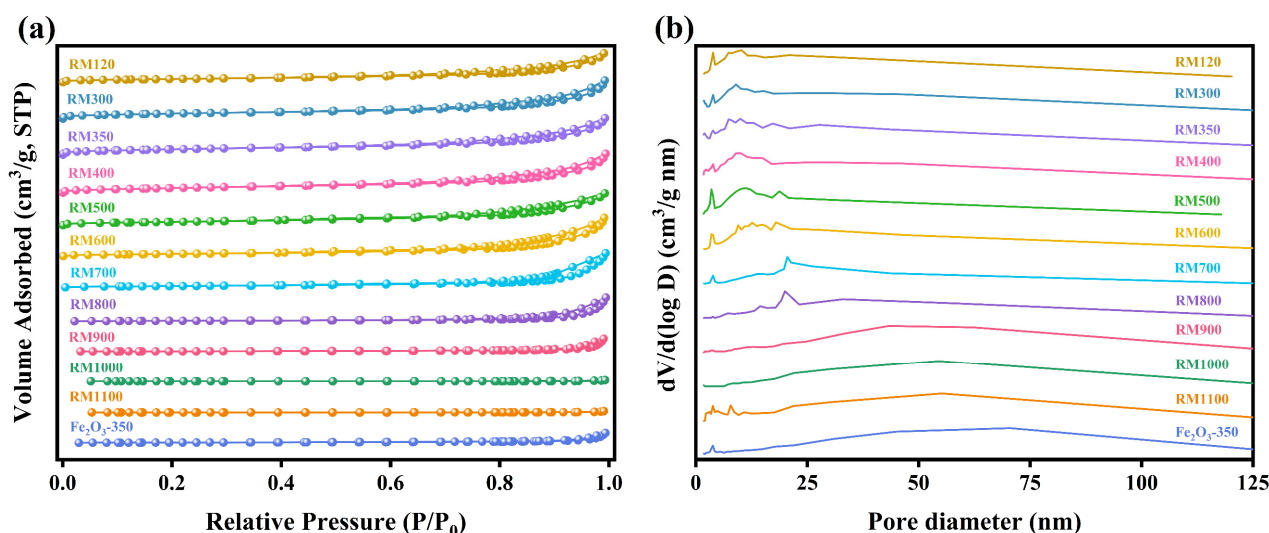 (a)
Volume Adsorbed (cm³/g, STP)
RM120
RM300
RM350
RM400
RM500
RM600
RM700
RM800
RM900
RM1000
RM1100
Fe₂O₃-350
0.0 0.2 0.4 0.6 0.8 1.0
Relative Pressure (P/P₀)
(b)
dV/d(log D) (cm³/g nm)
RM120
RM300
RM350
RM400
RM500
RM600
RM700
RM800
RM900
RM1000
RM1100
Fe₂O₃-350
0 25 50 75 100 125
Pore diameter (nm)